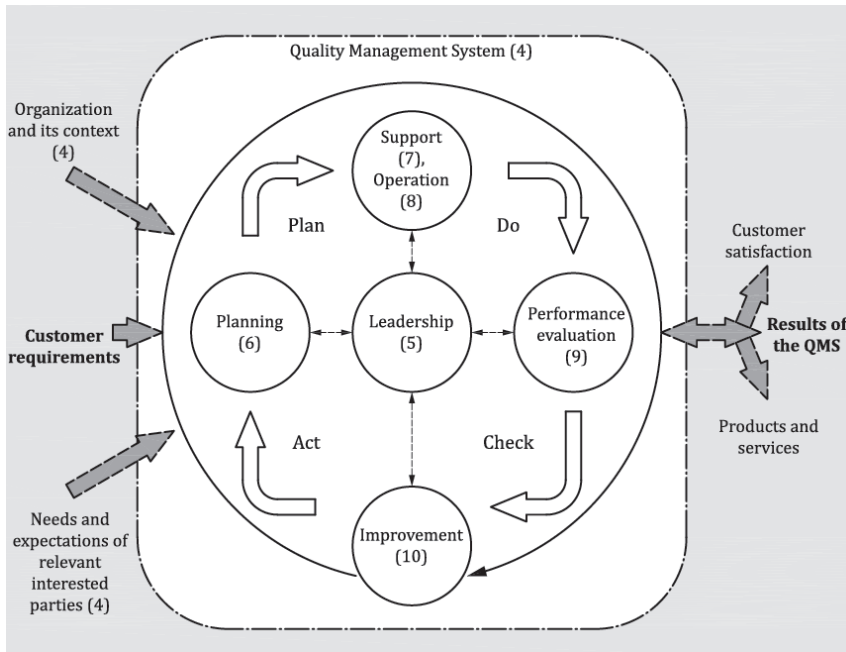 Quality Management System (4)
Organization
and its context
(4)
Support
(7),
Operation
(8)
Plan
Do
Customer
satisfaction
Planning
(6)
Leadership
(5)
Performance
evaluation
(9)
Customer
requirements
Results of
the QMS
Act
Check
Products and
services
Needs and
expectations of
relevant
interested
parties (4)
Improvement
(10)